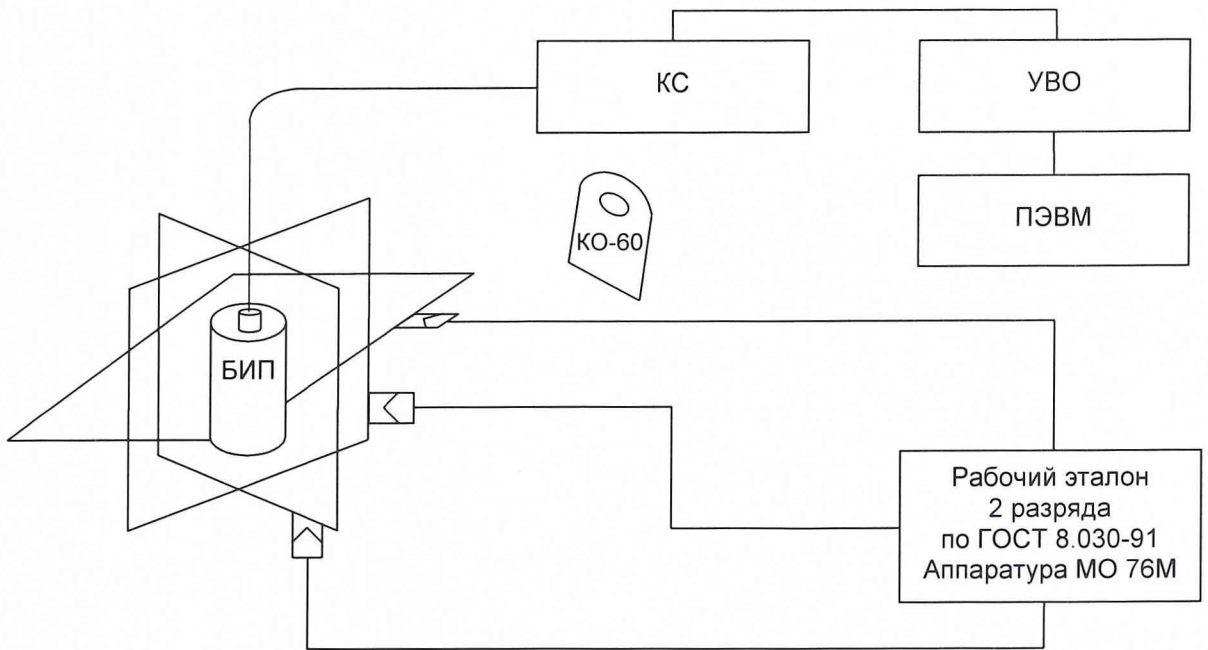 КС
УВО
ПЭВМ
КО-60
БИП
Рабочий эталон
2 разряда
по ГОСТ 8.030-91
Аппаратура МО 76М